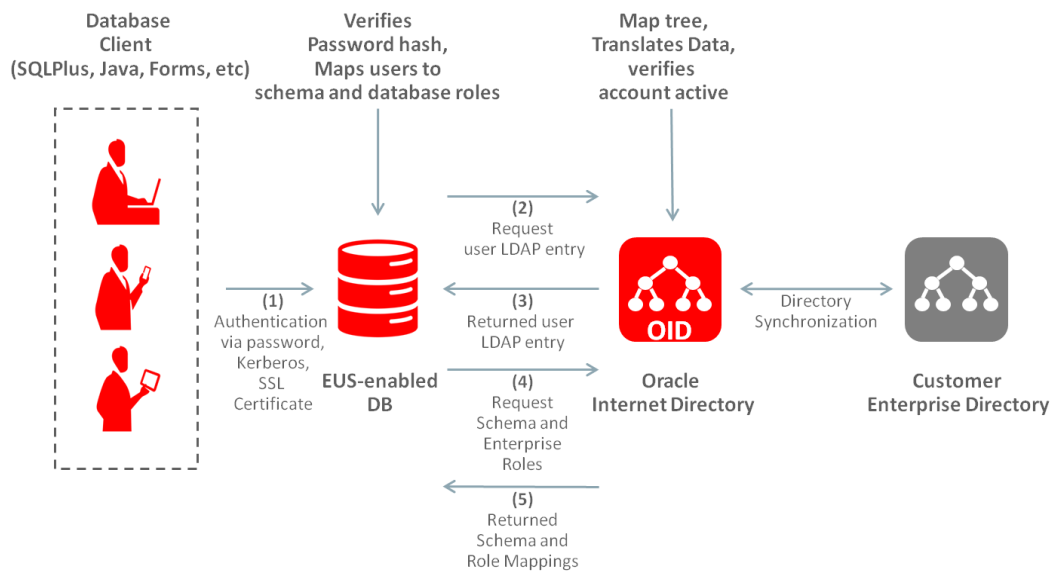 Database
Client
(SQLPlus, Java, Forms, etc)
Verifies
Password hash,
Maps users to
schema and database roles
Map tree,
Translates Data,
verifies
account active
(1)
Authentication
via password,
Kerberos,
SSL
Certificate
EUS-enabled
DB
(2)
Request
user LDAP entry
(3)
Returned user
LDAP entry
(4)
Request
Schema and
Enterprise
Roles
(5)
Returned
Schema and
Role Mappings
OID
Oracle
Internet Directory
Directory
Synchronization
Customer
Enterprise Directory